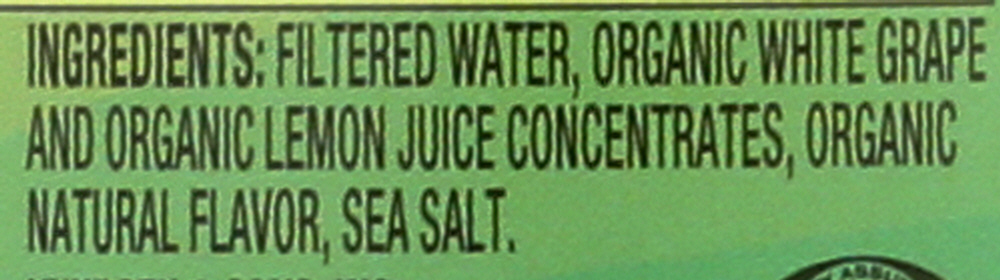 INGREDIENTS: FILTERED WATER, ORGANIC WHITE GRAPE
AND ORGANIC LEMON JUICE CONCENTRATES, ORGANIC
NATURAL FLAVOR, SEA SALT.